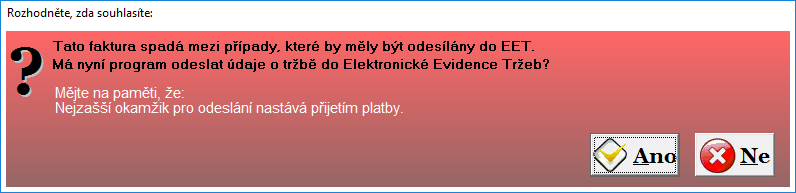 Rozhodněte, zda souhlasíte:
Tato faktura spadá mezi případy, které by měly být odesílány do EET.
Má nyní program odeslat údaje o tržbě do Elektronické Evidence Tržeb?
Mějte na paměti, že:
Nejzašší okamžik pro odeslání nastává přijetím platby.
Ano
Ne